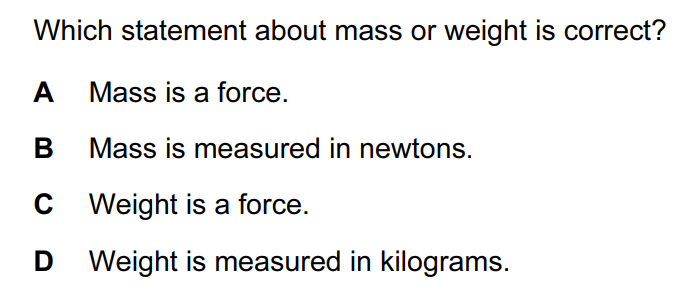 Which statement about mass or weight is correct?
A Mass is a force.
B Mass is measured in newtons.
C Weight is a force.
D Weight is measured in kilograms.